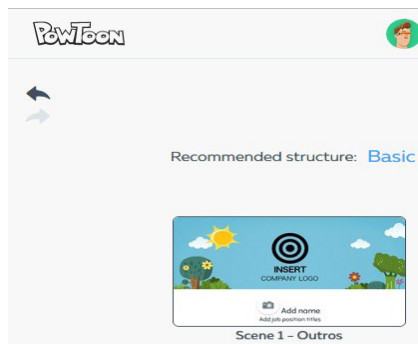 POWTOON
Recommended structure: Basic
INSERT
COMPANY LOGO
Add name
Add job position titles
Scene 1 - Outros